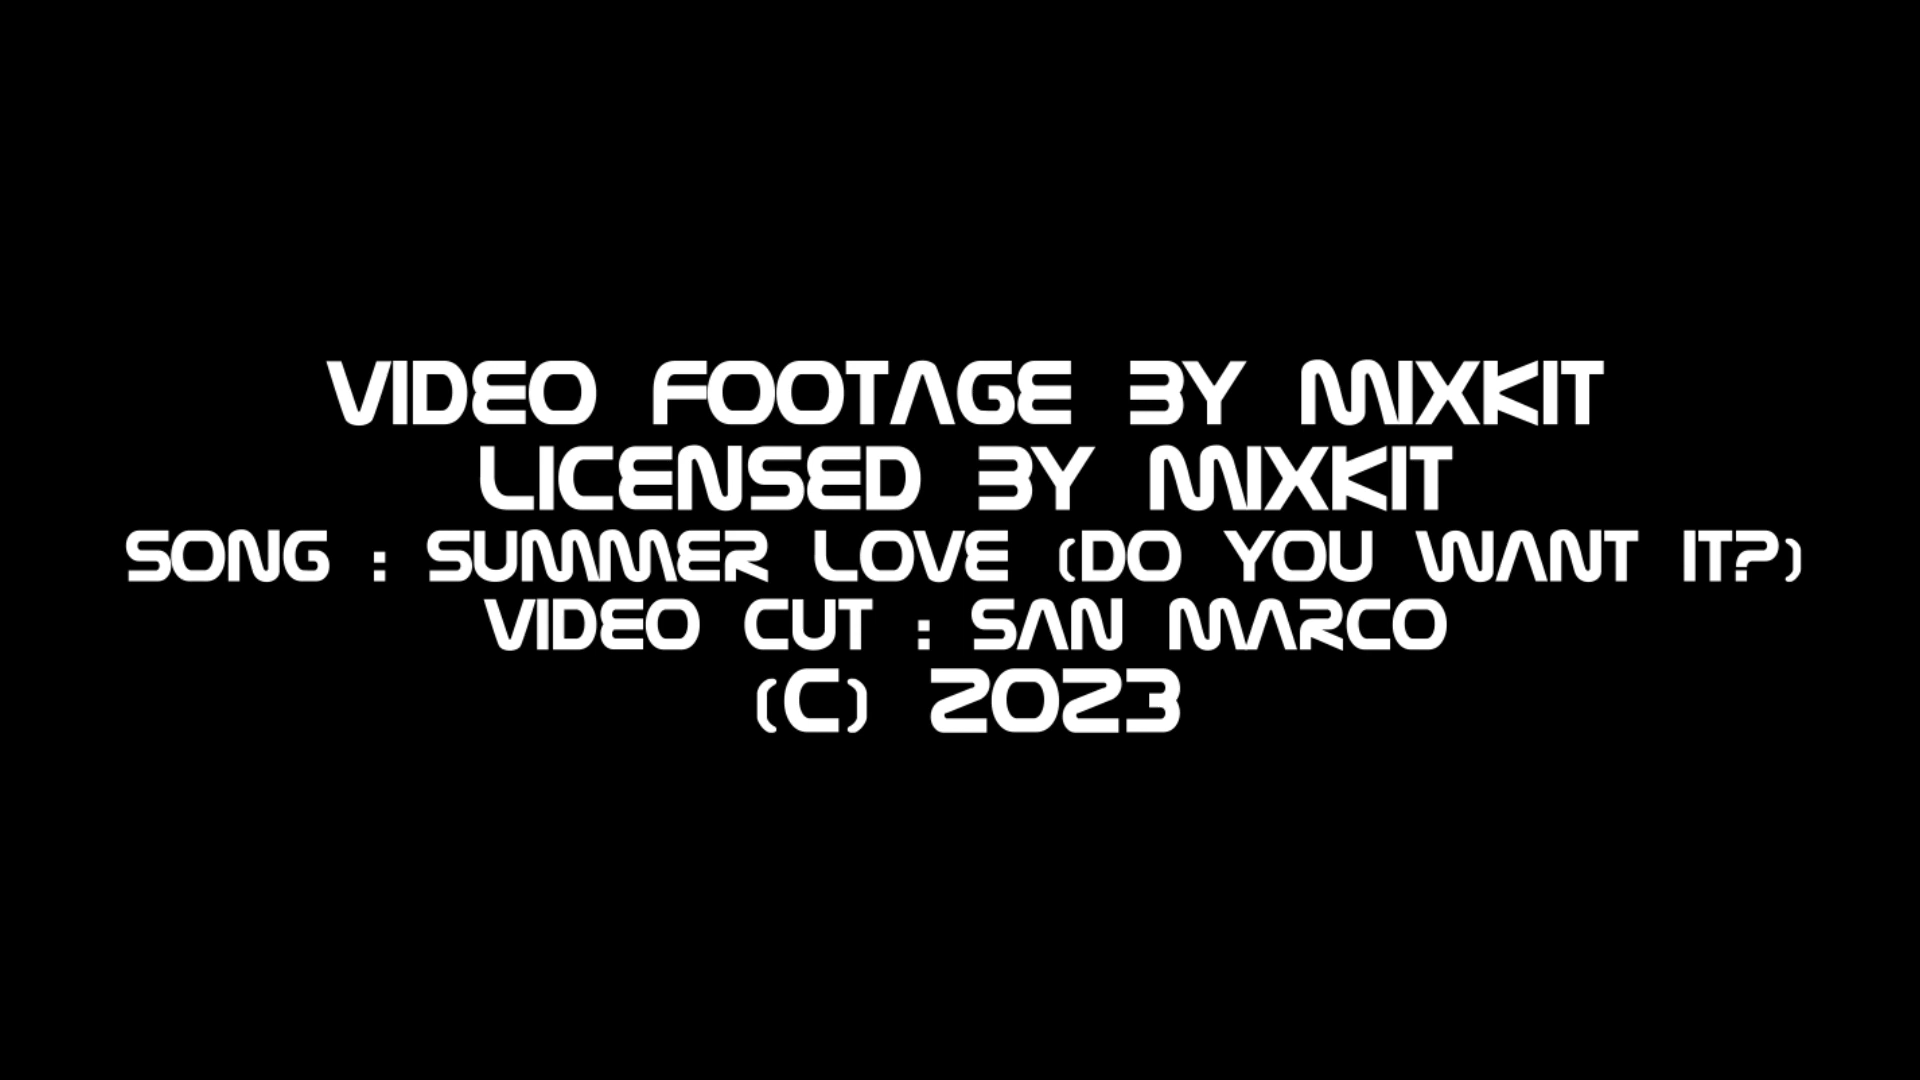 VIDEO FOOTAGE BY MIXKIT
LICENSED BY MIXKIT
SONG : SUMMER LOVE (DO YOU WANT IT?)
VIDEO CUT : SAN MARCO
(C) 2023